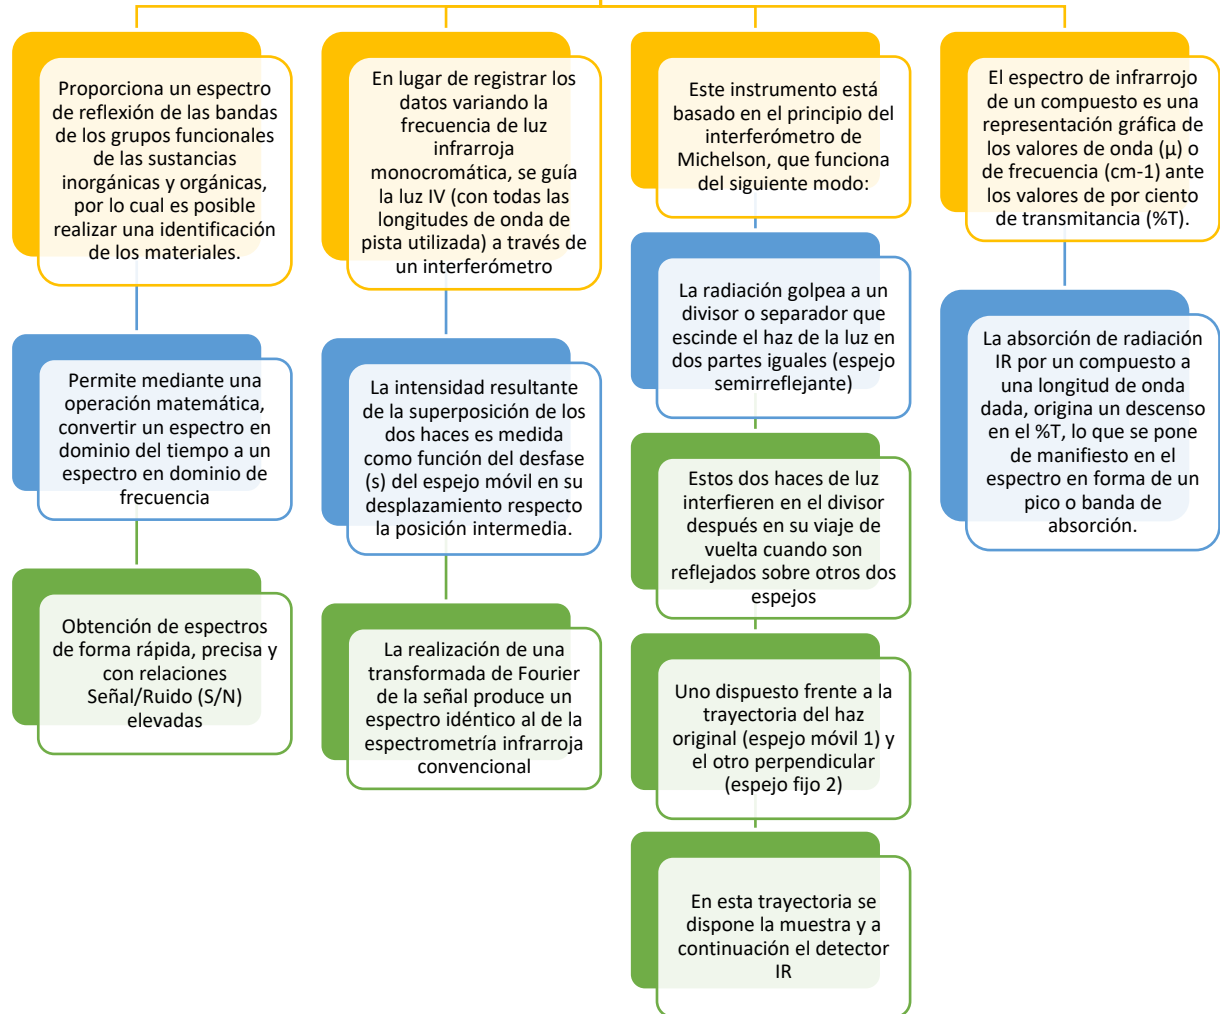 Proporciona un espectro
de reflexión de las bandas
de los grupos funcionales
de las sustancias
inorgánicas y orgánicas,
por lo cual es posible
realizar una identificación
de los materiales.
Permite mediante una
operación matemática,
convertir un espectro en
dominio del tiempo a un
espectro en dominio de
frecuencia
Obtención de espectros
de forma rápida, precisa y
con relaciones
Señal/Ruido (S/N)
elevadas
En lugar de registrar los
datos variando la
frecuencia de luz
infrarroja
monocromática, se guía
la luz IV (con todas las
longitudes de onda de
pista utilizada) a través de
un interferómetro
La intensidad resultante
de la superposición de los
dos haces es medida
como función del desfase
(s) del espejo móvil en su
desplazamiento respecto
la posición intermedia.
La realización de una
transformada de Fourier
de la señal produce un
espectro idéntico al de la
espectrometría infrarroja
convencional
Este instrumento está
basado en el principio del
interferómetro de
Michelson, que funciona
del siguiente modo:
La radiación golpea a un
divisor o separador que
escinde el haz de la luz en
dos partes iguales (espejo
semirreflejante)
Estos dos haces de luz
interfieren en el divisor
después en su viaje de
vuelta cuando son
reflejados sobre otros dos
espejos
Uno dispuesto frente a la
trayectoria del haz
original (espejo móvil 1) y
el otro perpendicular
(espejo fijo 2)
En esta trayectoria se
dispone la muestra y a
continuación el detector
IR
El espectro de infrarrojo
de un compuesto es una
representación gráfica de
los valores de onda (μ) o
de frecuencia (cm-1) ante
los valores de por ciento
de transmitancia (%T).
La absorción de radiación
IR por un compuesto a
una longitud de onda
dada, origina un descenso
en el %T, lo que se pone
de manifiesto en el
espectro en forma de un
pico o banda de
absorción.